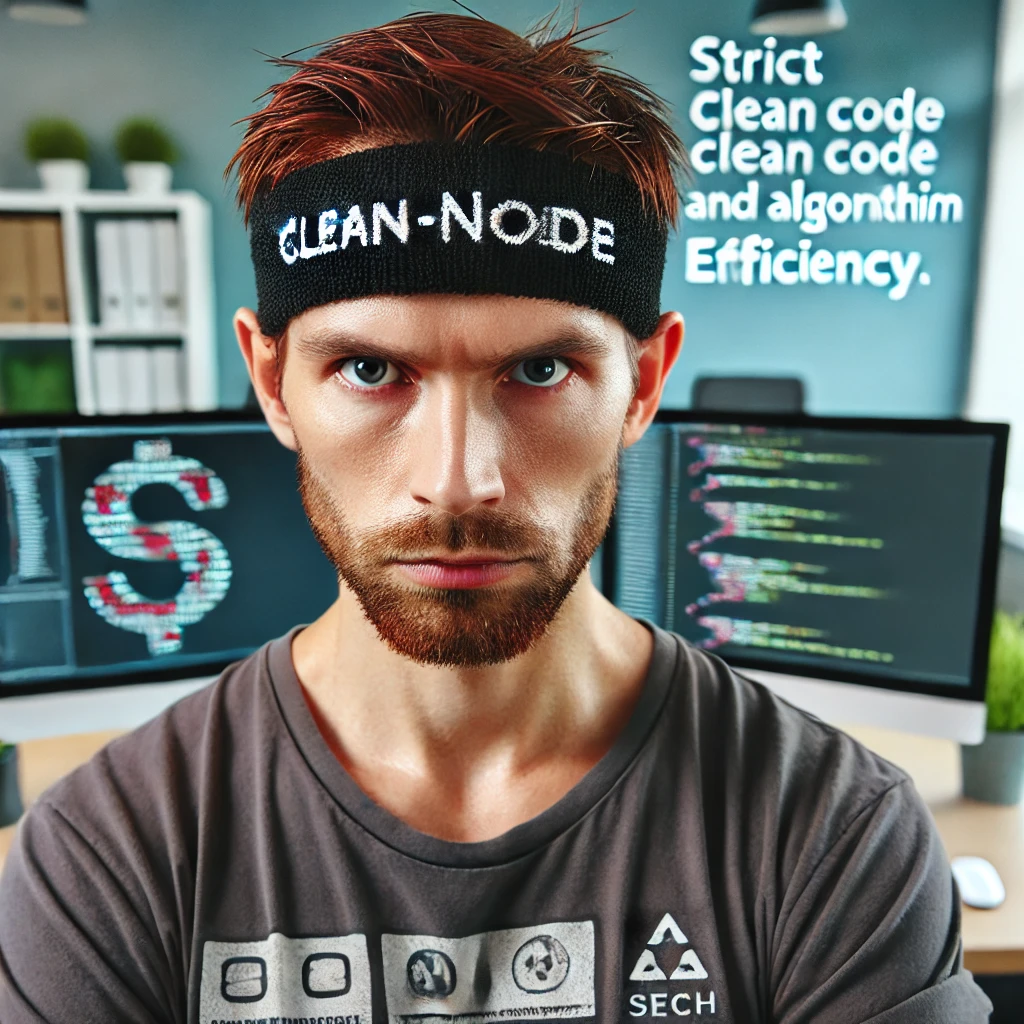 Strict
Clean code
clean code
and algonthim
Efficiency.
CLEAN-NODE
SECH